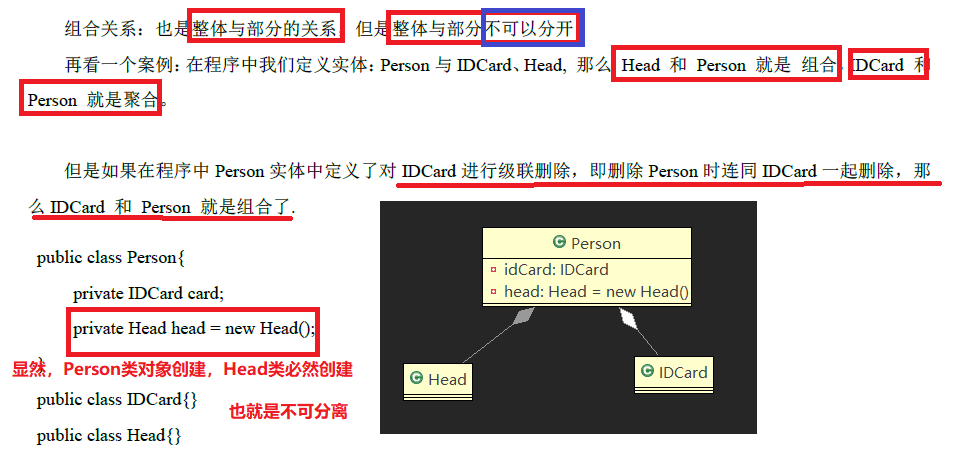 组合关系：也是整体与部分的关系，但是整体与部分不可以分开
再看一个案例：在程序中我们定义实体：Person 与 IDCard、Head, 那么 Head 和 Person 就是 组合，IDCard 和
Person 就是聚合。
但是如果在程序中 Person 实体中定义了对 IDCard 进行级联删除，即删除 Person 时连同 IDCard 一起删除，那
么 IDCard 和 Person 就是组合了.
public class Person{
private IDCard card;
private Head head = new Head();
}
显然，Person类对象创建，Head类必然创建
public class IDCard{}
也就是不可分离
public class Head{}
C Person
idCard: IDCard
head: Head = new Head()
C Head
C IDCard